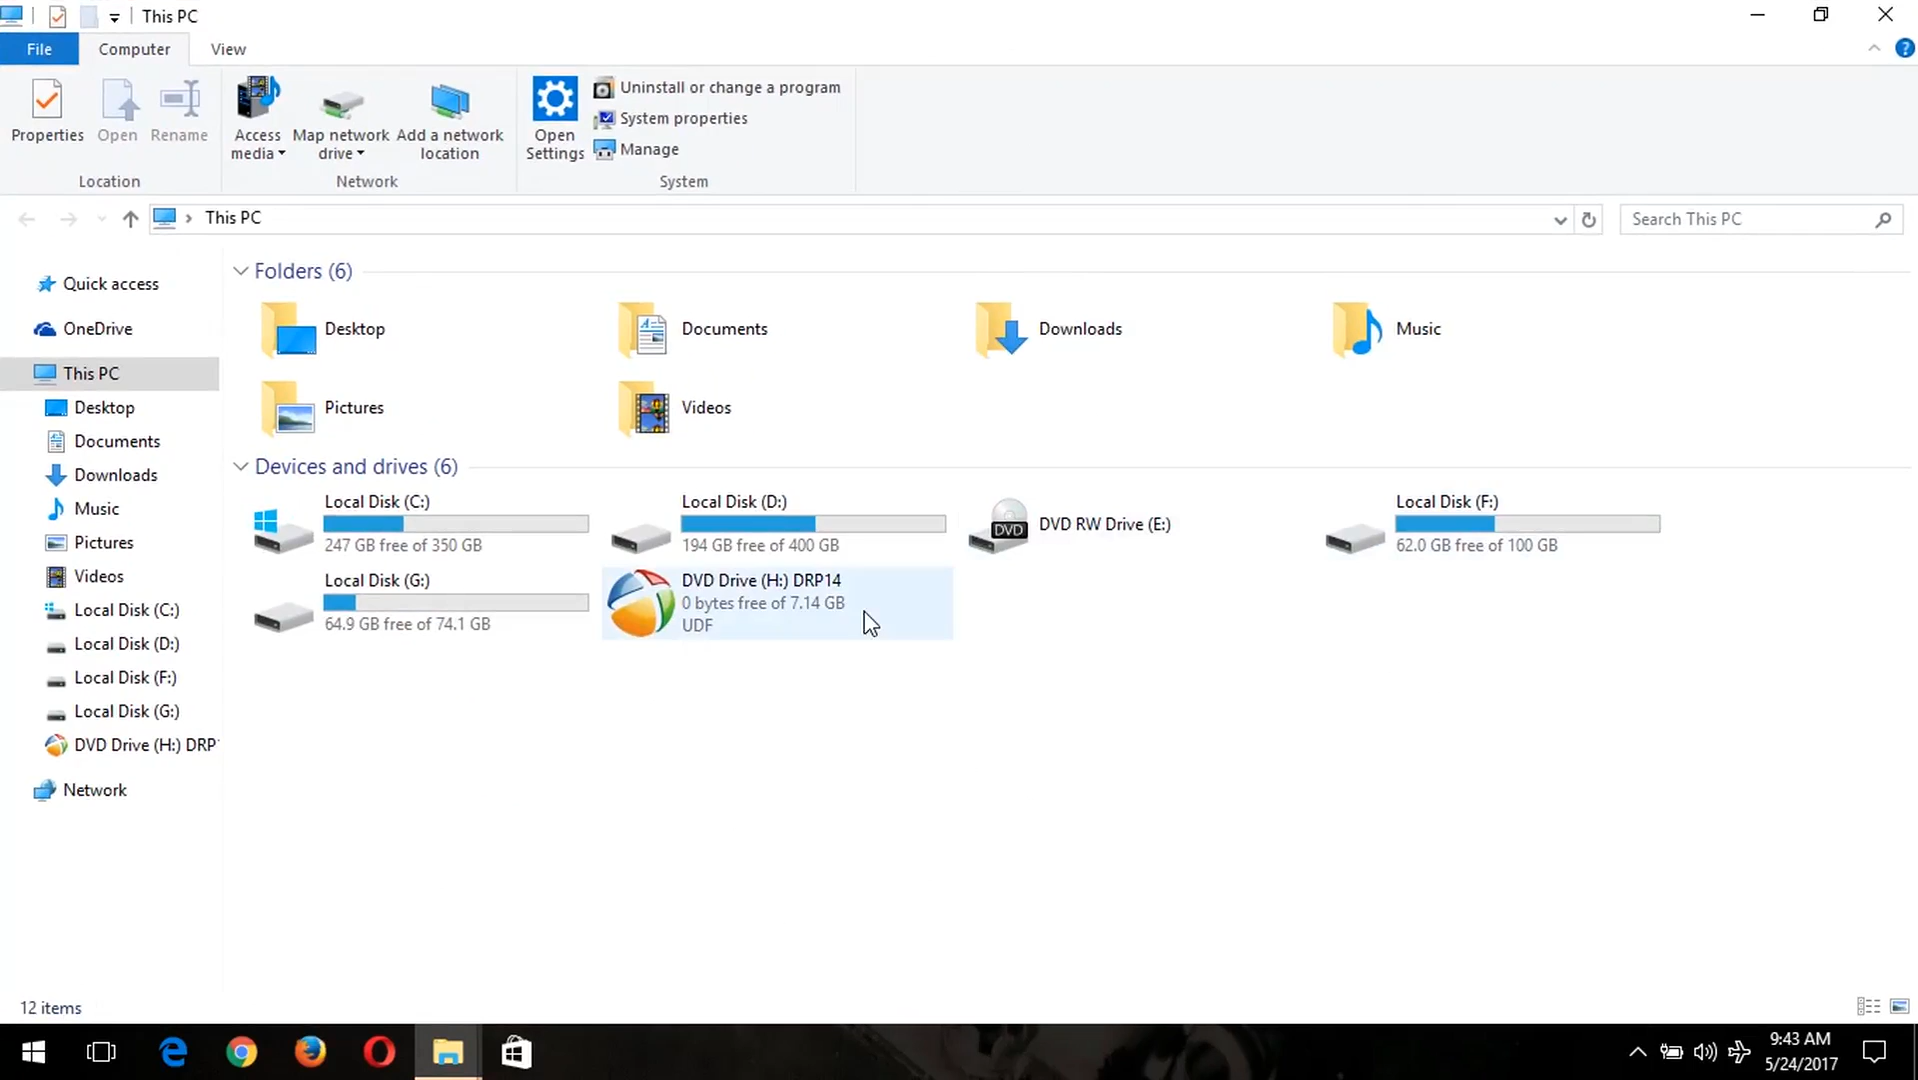 This PC
File
Computer
View
Properties
Open
Rename
Access
media
Map network
drive
Add a network
location
Open
Settings
Uninstall or change a program
System properties
Manage
Location
Network
System
This PC
Search This PC
Quick access
OneDrive
This PC
Desktop
Documents
Downloads
Music
Pictures
Videos
Local Disk (C:)
Local Disk (D:)
Local Disk (F:)
Local Disk (G:)
DVD Drive (H:) DRP
Network
Folders (6)
Desktop
Documents
Downloads
Music
Pictures
Videos
Devices and drives (6)
Local Disk (C:)
247 GB free of 350 GB
Local Disk (D:)
194 GB free of 400 GB
DVD
DVD RW Drive (E:)
Local Disk (F:)
62.0 GB free of 100 GB
Local Disk (G:)
64.9 GB free of 74.1 GB
DVD Drive (H:) DRP14
0 bytes free of 7.14 GB
UDF
12 items
9:43 AM
5/24/2017